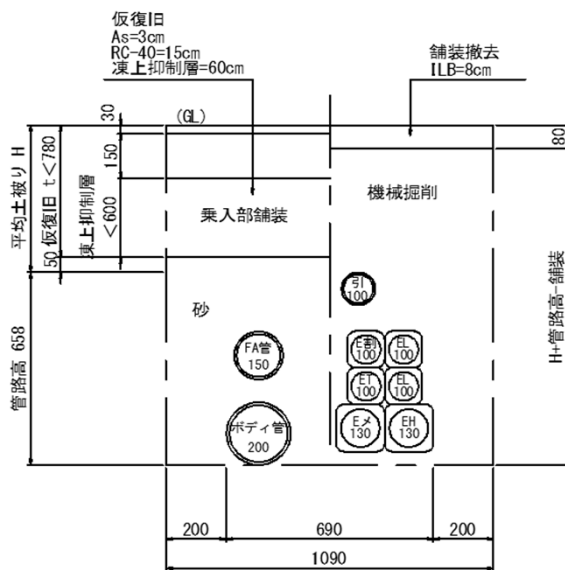 仮復旧
As=3cm
RC-40=15cm
凍上抑制層=60cm
舗装撤去
ILB=8cm
(GL)
30
150
凍上抑制層
<600
仮復旧 t<780
50
平均土被り H
管路高 658
80
H+管路高-舗装
機械掘削
乗入部舗装
砂
引
100
FA管
150
E割
100
EL
100
ET
100
EL
100
ボディ管
200
Eメ
130
EH
130
200
690
200
1090